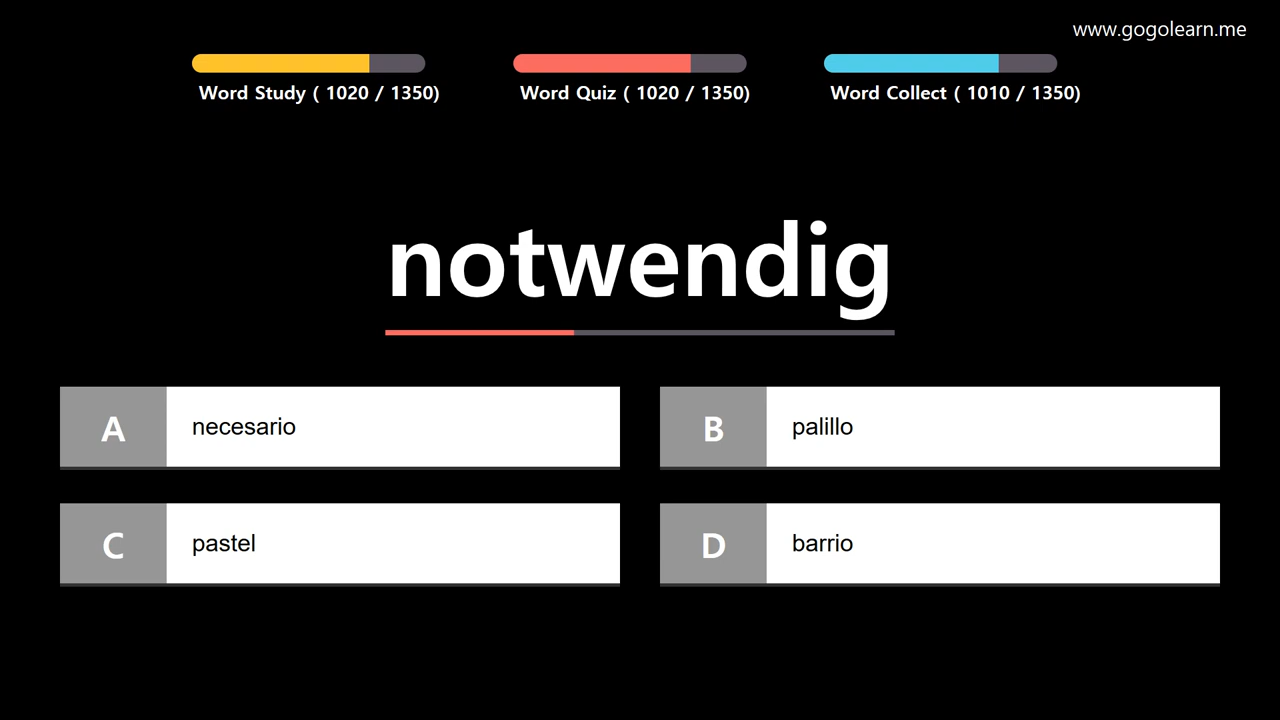 www.gogolearn.me
Word Study ( 1020 / 1350)
Word Quiz ( 1020 / 1350)
Word Collect ( 1010 / 1350)
notwendig
A
necesario
B
palillo
C
pastel
D
barrio